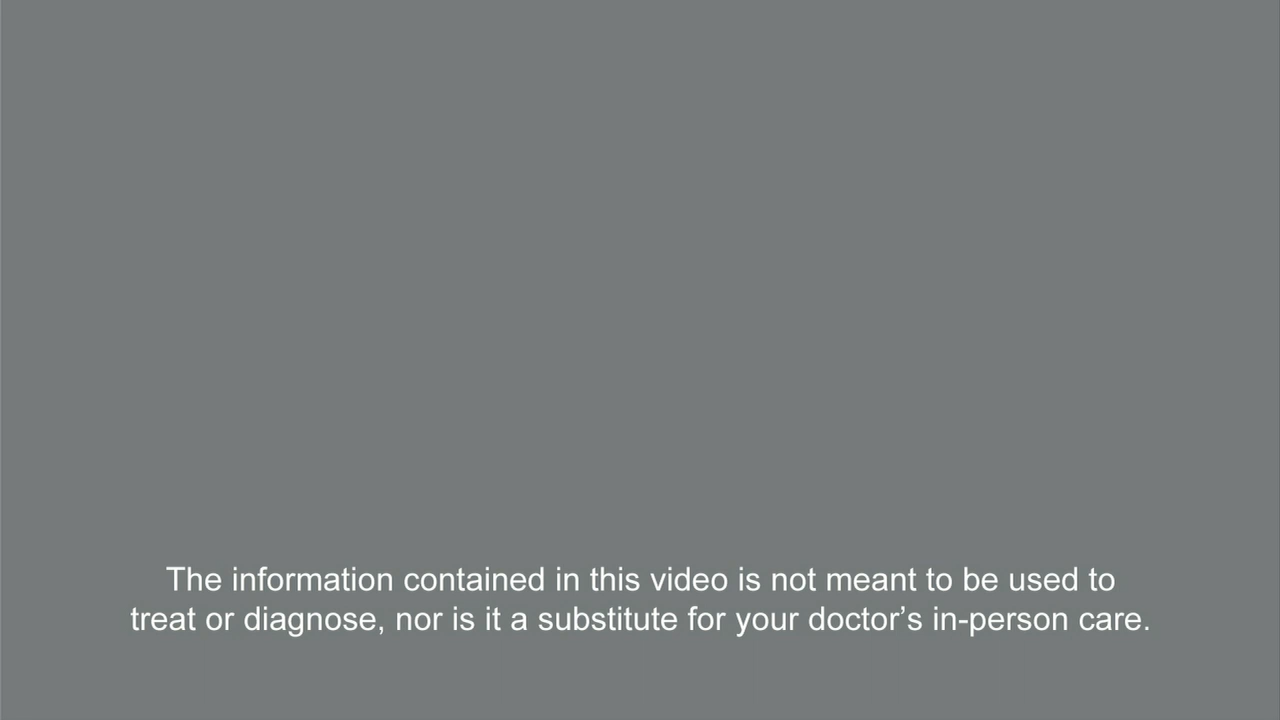 The information contained in this video is not meant to be used to
treat or diagnose, nor is it a substitute for your doctor’s in-person care.